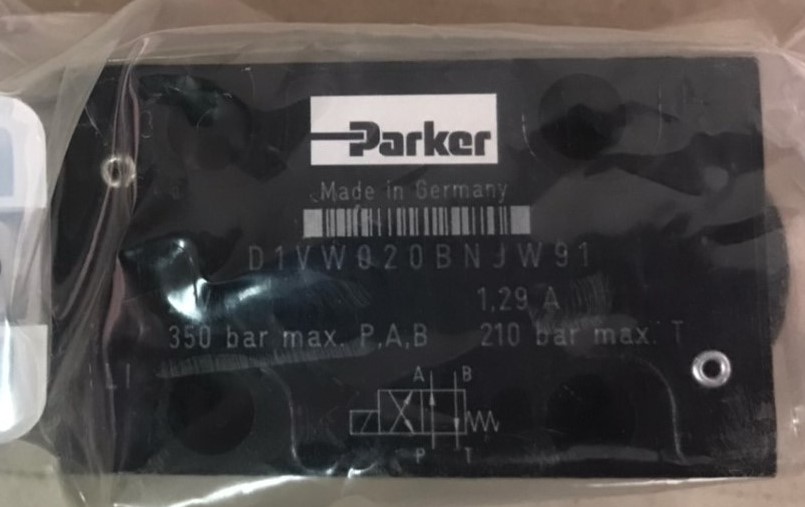 Parker
Made in Germany
D1VW020BNJW91
1,29 A
350 bar max. P,A,B 210 bar max. T
A B
P T